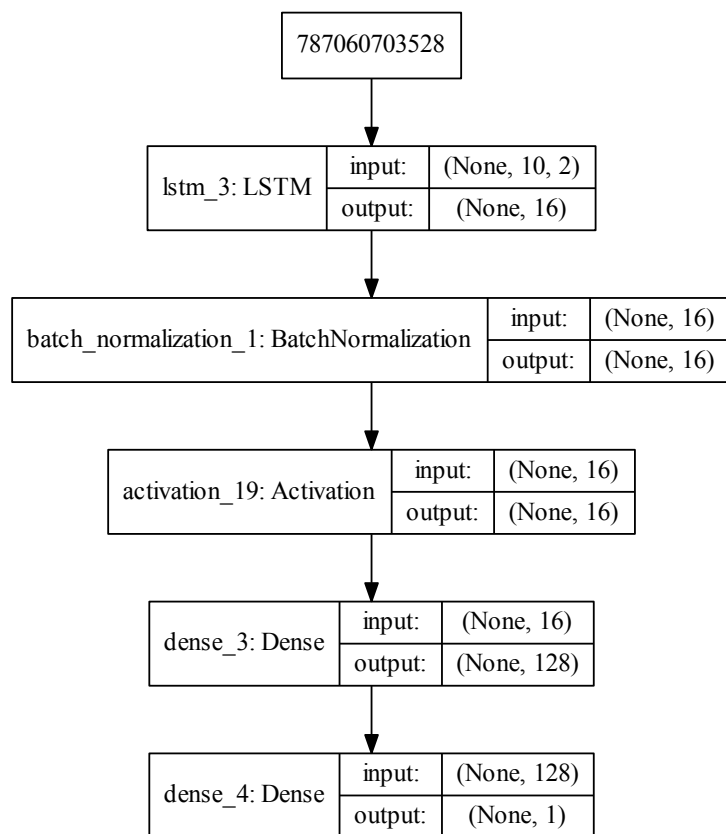 787060703528
lstm_3: LSTM
input:
(None, 10, 2)
output:
(None, 16)
batch_normalization_1: BatchNormalization
input:
(None, 16)
output:
(None, 16)
activation_19: Activation
input:
(None, 16)
output:
(None, 16)
dense_3: Dense
input:
(None, 16)
output:
(None, 128)
dense_4: Dense
input:
(None, 128)
output:
(None, 1)